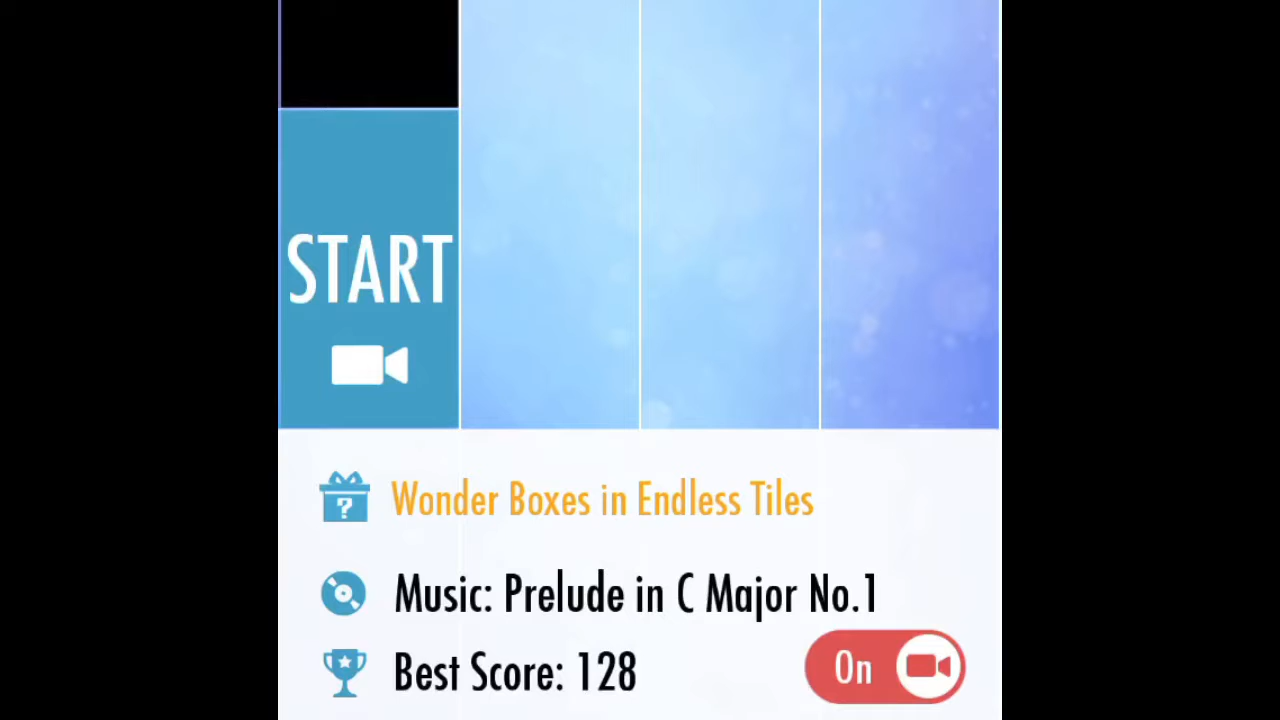 START
?
Wonder Boxes in Endless Tiles
Music: Prelude in C Major No.1
Best Score: 128
On